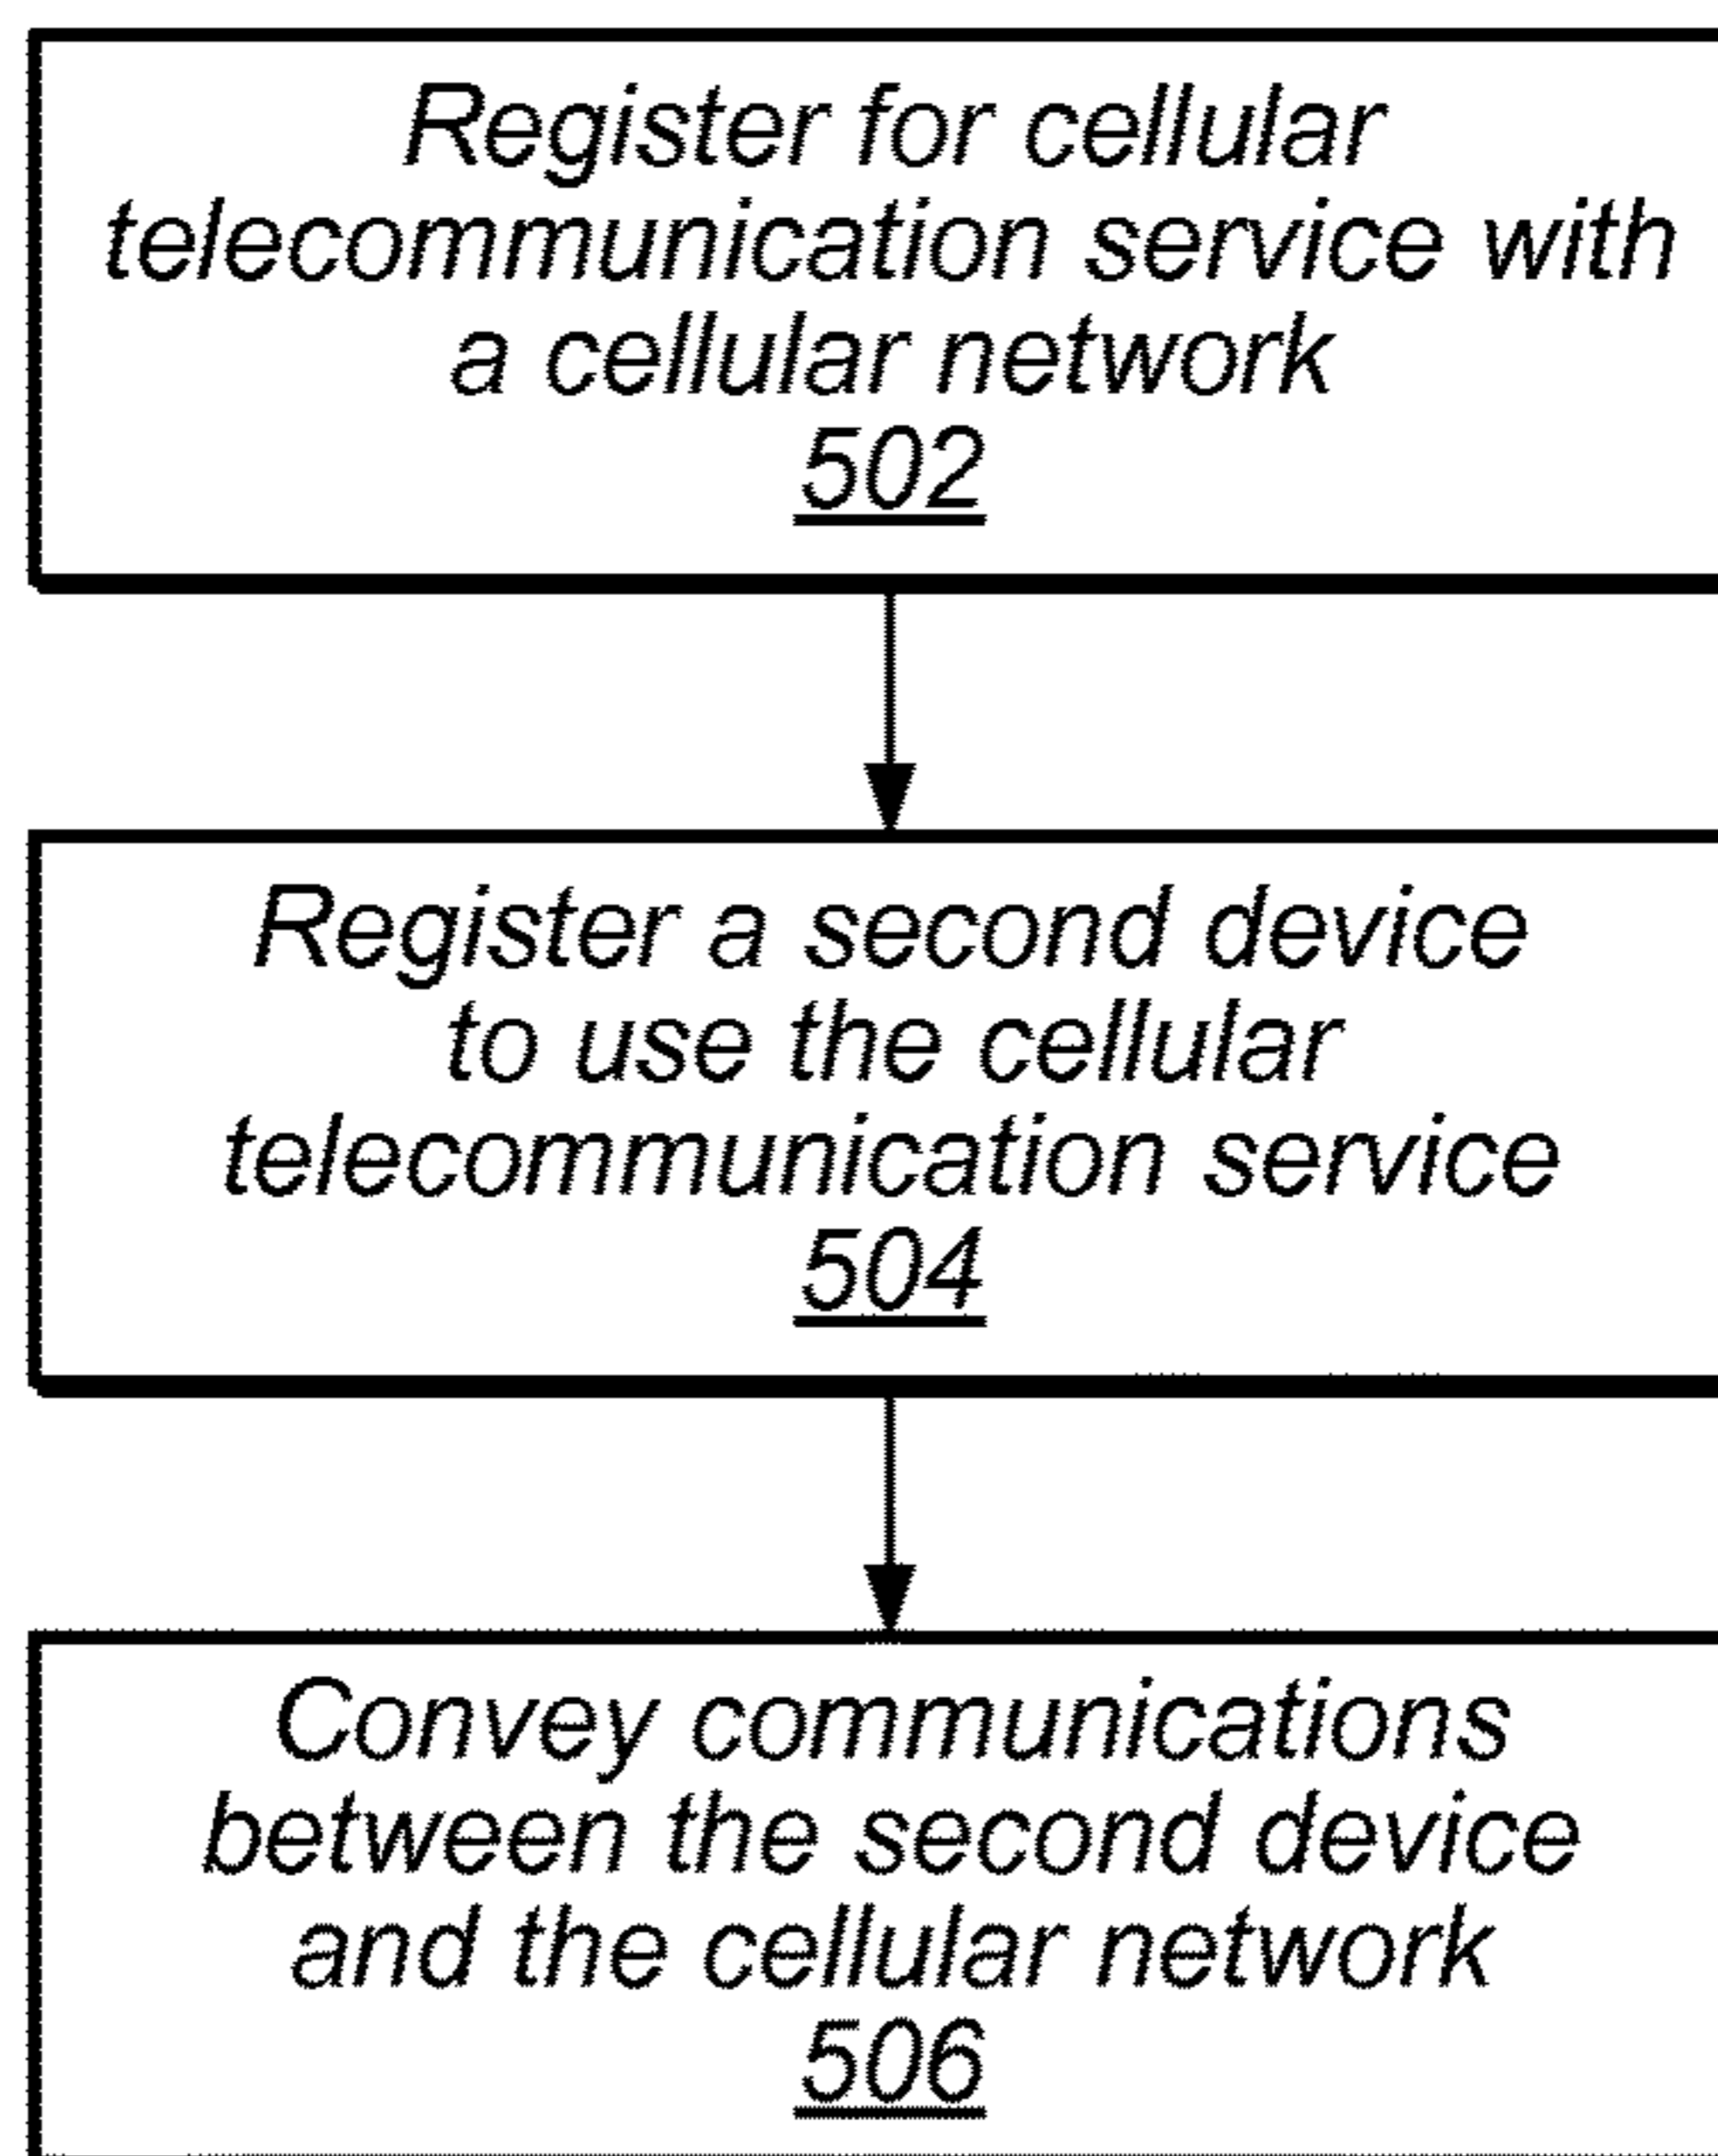 Register for cellular
telecommunication service with
a cellular network
502
Register a second device
to use the cellular
telecommunication service
504
Convey communications
between the second device
and the cellular network
506